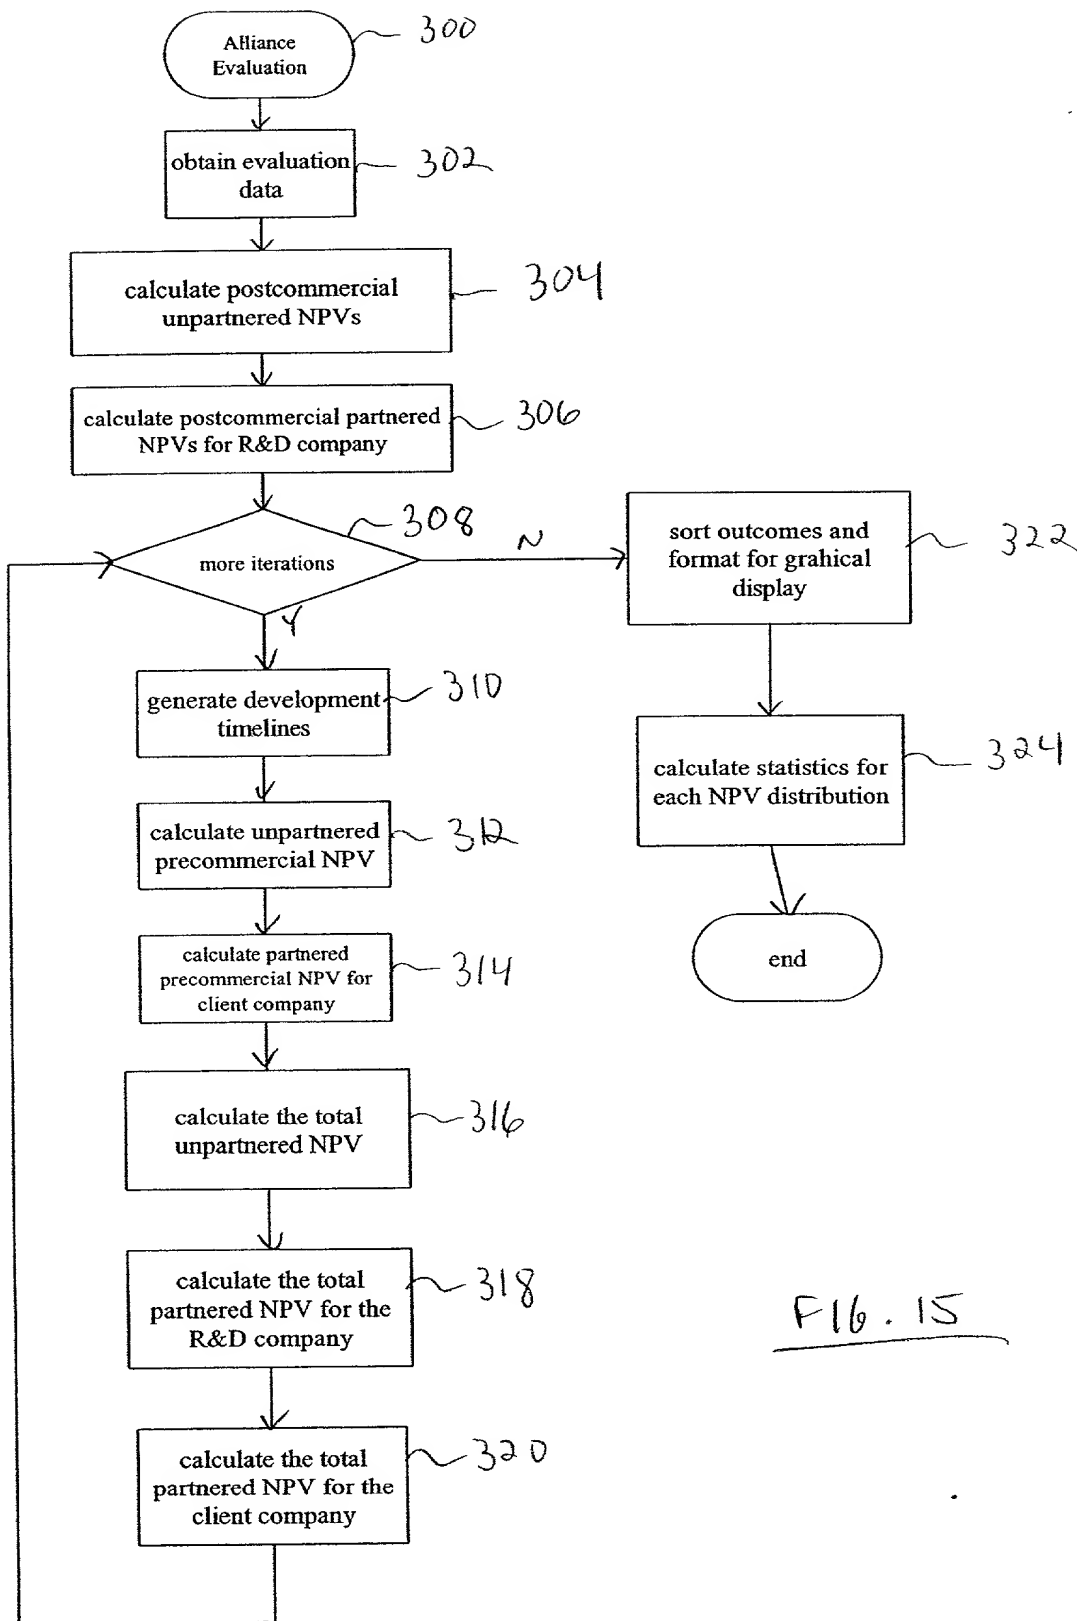 Alliance
Evaluation
300
obtain evaluation
data
302
calculate postcommercial
unpartnered NPVs
304
calculate postcommercial partnered
NPVs for R&D company
306
more iterations
308
N
Y
generate development
timelines
310
calculate unpartnered
precommercial NPV
312
calculate partnered
precommercial NPV for
client company
314
calculate the total
unpartnered NPV
316
calculate the total
partnered NPV for the
R&D company
318
calculate the total
partnered NPV for the
client company
320
sort outcomes and
format for grahical
display
322
calculate statistics for
each NPV distribution
324
end
FIG. 15